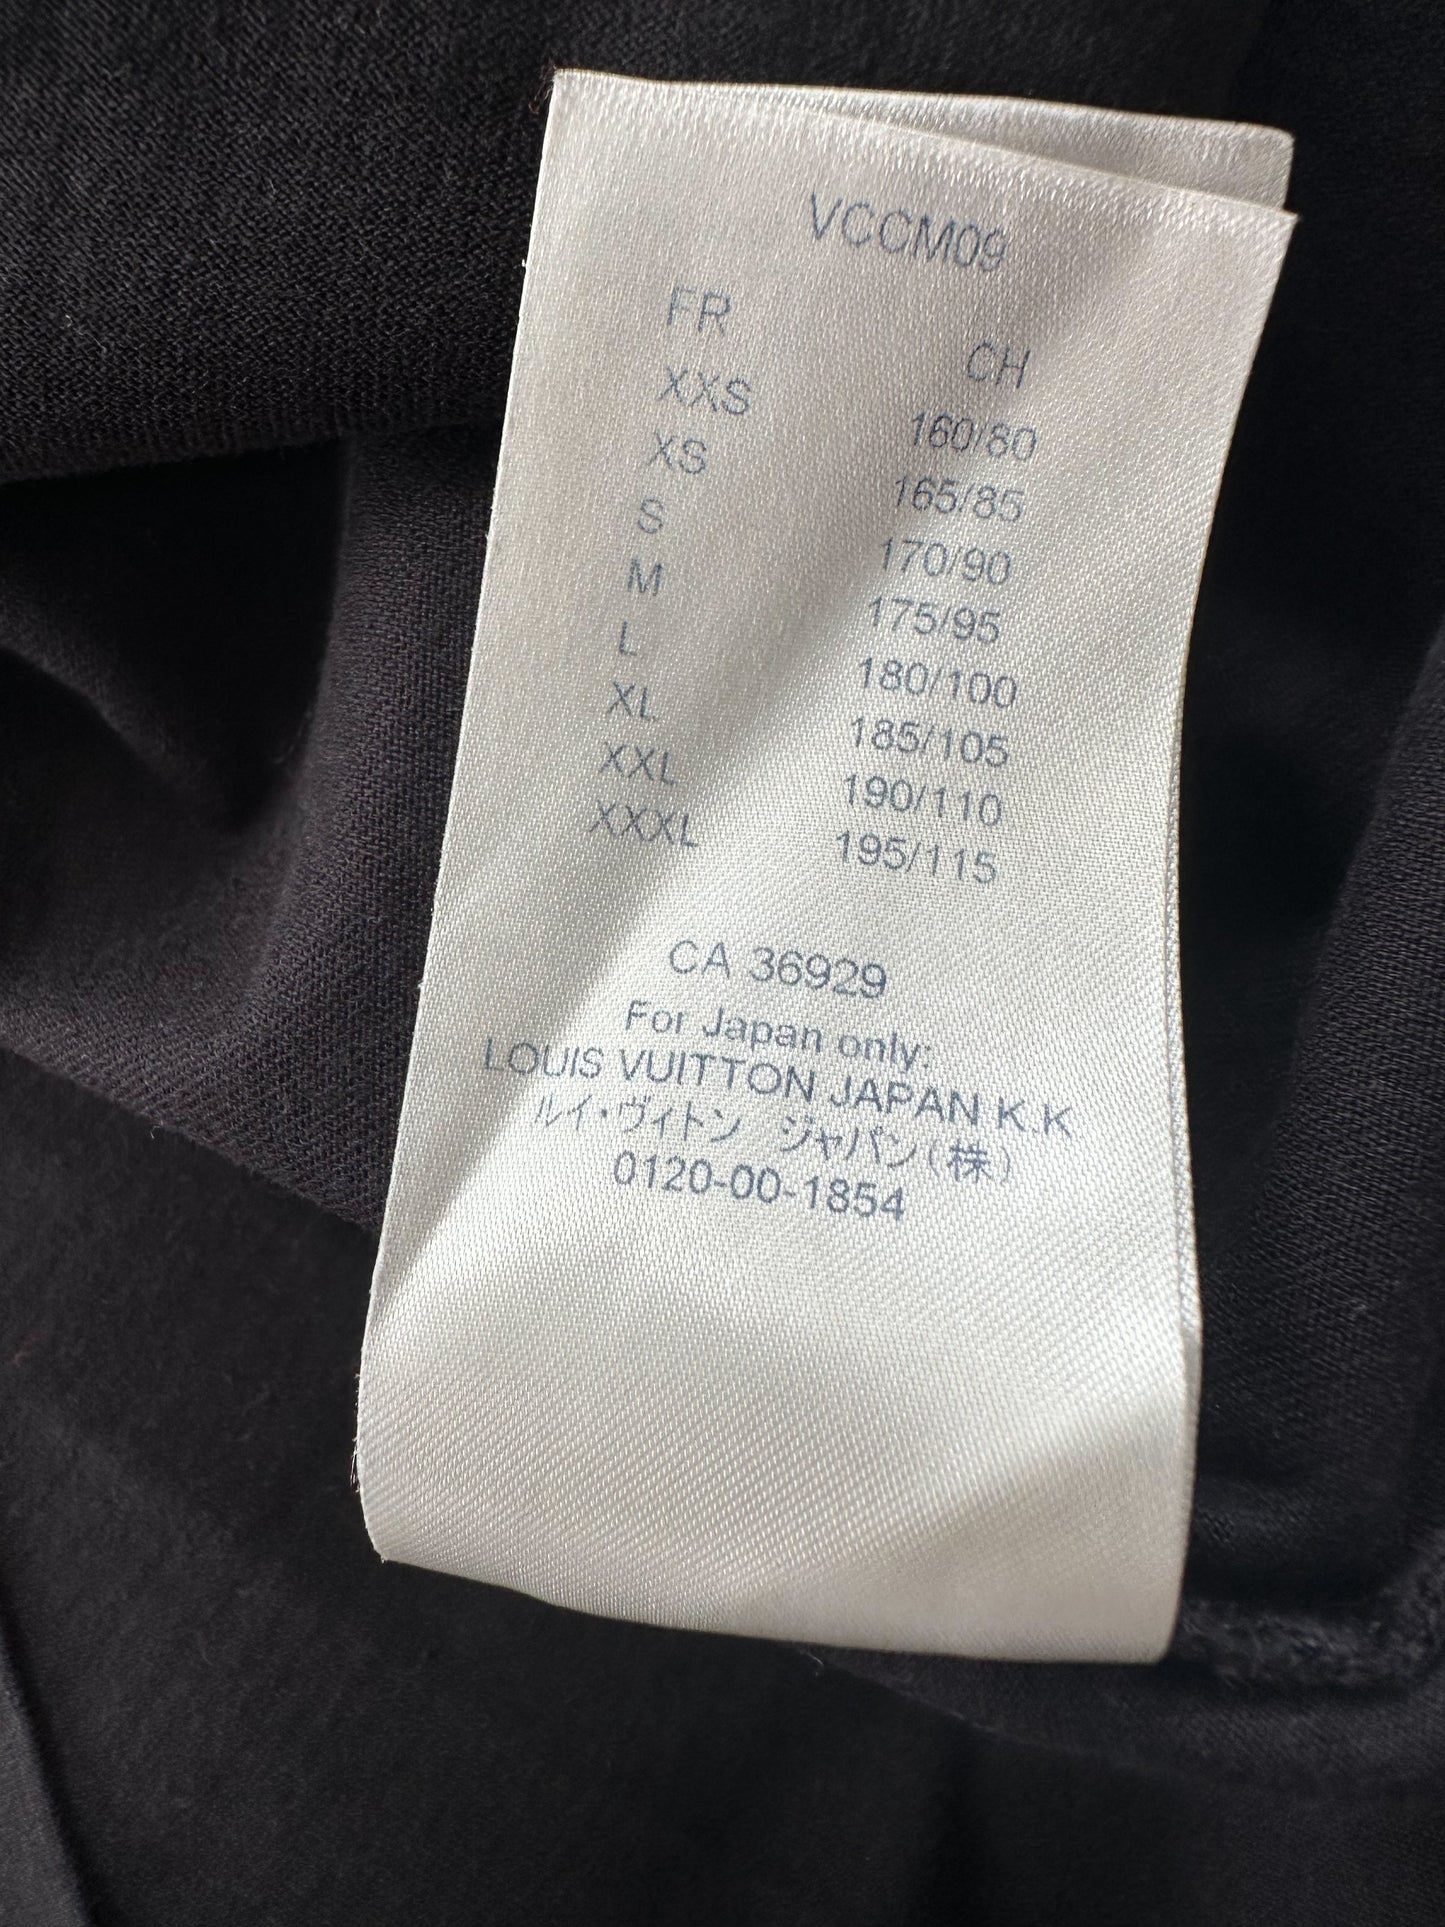 VCCM09
FR CH
XXS 160/80
XS 165/85
S 170/90
M 175/95
L 180/100
XL 185/105
XXL 190/110
XXXL 195/115
CA 36929
For Japan only:
LOUIS VUITTON JAPAN K.K
ルイ・ヴィトン ジャパン(株)
0120-00-1854